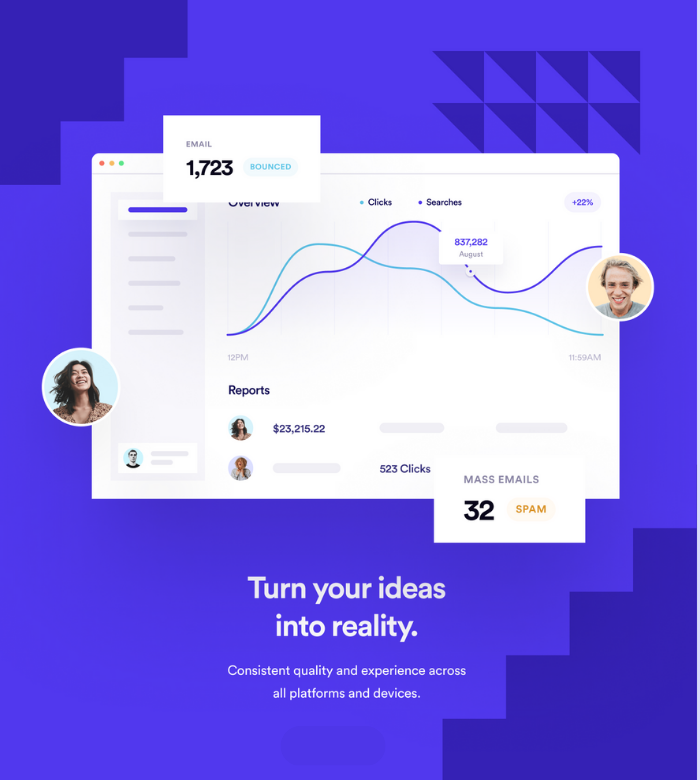 EMAIL
1,723 BOUNCED
Overview Clicks Searches +22%
837,282
August
12PM 11:59AM
Reports
$23,215.22
523 Clicks
MASS EMAILS
32 SPAM
Turn your ideas
into reality.
Consistent quality and experience across
all platforms and devices.